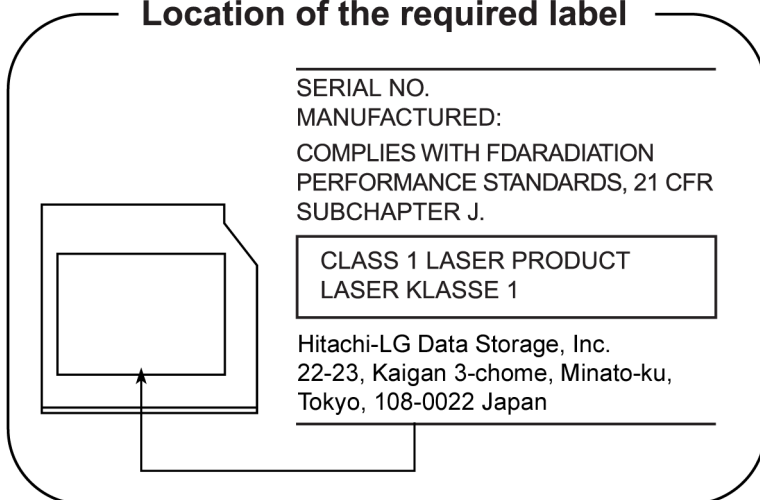 Location of the required label
SERIAL NO.
MANUFACTURED:
COMPLIES WITH FDARADIATION
PERFORMANCE STANDARDS, 21 CFR
SUBCHAPTER J.
CLASS 1 LASER PRODUCT
LASER KLASSE 1
Hitachi-LG Data Storage, Inc.
22-23, Kaigan 3-chome, Minato-ku,
Tokyo, 108-0022 Japan